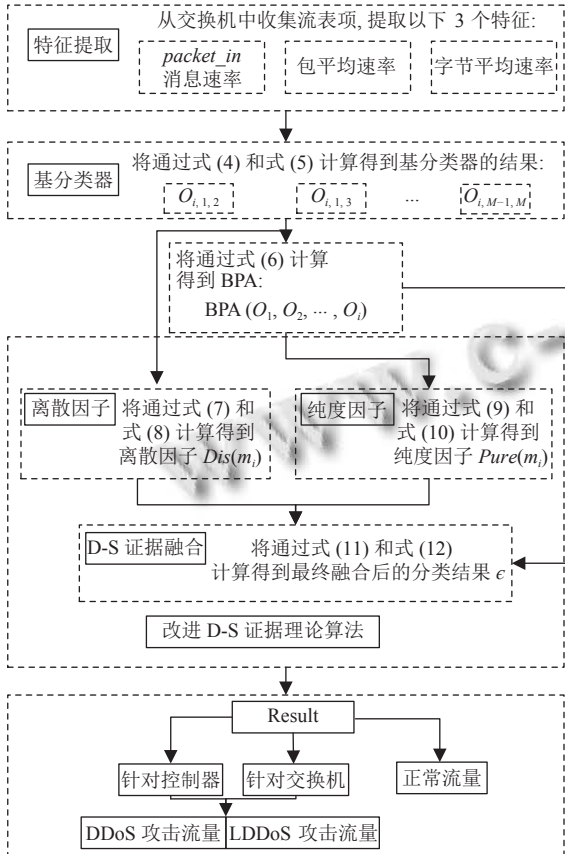 从交换机中收集流表项, 提取以下 3 个特征:
特征提取
packet_in
消息速率
包平均速率
字节平均速率
将通过式 (4) 和式 (5) 计算得到基分类器的结果:
基分类器
O_{i, 1, 2}
O_{i, 1, 3}
...
O_{i, M−1, M}
将通过式 (6) 计算
得到 BPA:
BPA (O_1, O_2, ... , O_i)
离散因子
将通过式 (7) 和
式 (8) 计算得到
离散因子 Dis(m_i)
纯度因子
将通过式 (9) 和
式 (10) 计算得到
纯度因子 Pure(m_i)
D-S 证据融合
将通过式 (11) 和式 (12)
计算得到最终融合后的分类结果 ϵ
改进 D-S 证据理论算法
Result
针对控制器
针对交换机
正常流量
DDoS 攻击流量
LDDoS 攻击流量
www.c-